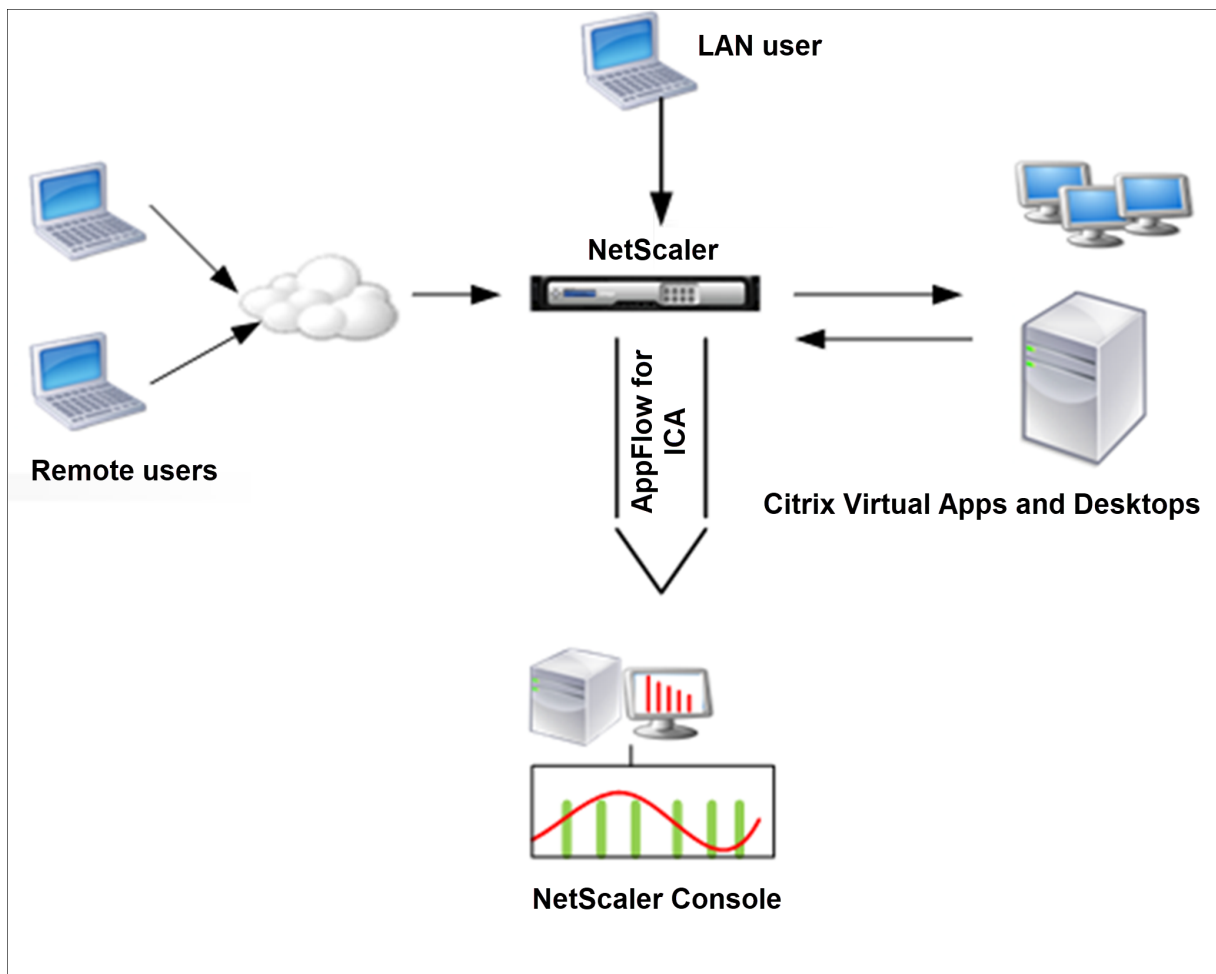 LAN user
NetScaler
AppFlow for
ICA
Remote users
Citrix Virtual Apps and Desktops
NetScaler Console